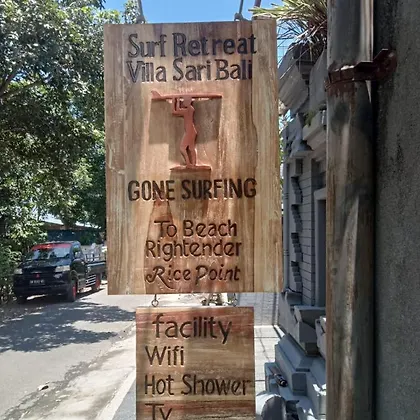 Surf Retreat
Villa Sari Bali
GONE SURFING
To Beach
Rightender
Rice Point
facility
Wifi
Hot Shower
Tv